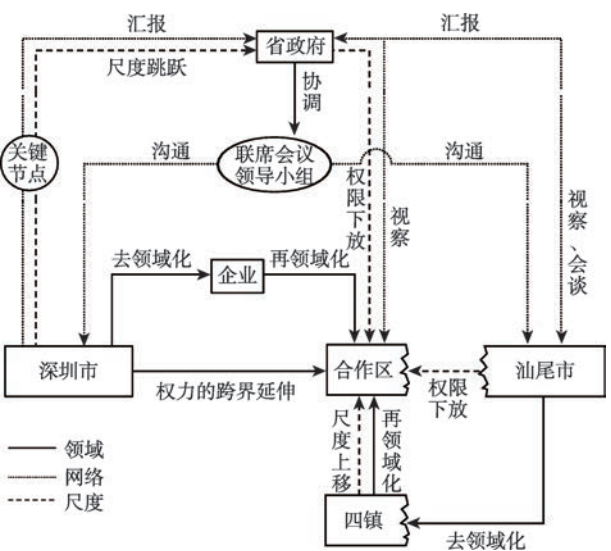 汇报
汇报
省政府
尺度跳跃
协调
关键
节点
沟通
联席会议
领导小组
沟通
权限下放
视察
视察、会谈
去领域化
企业
再领域化
深圳市
权力的跨界延伸
合作区
权限
下放
汕尾市
尺度上移
再领域化
领域
网络
尺度
四镇
去领域化